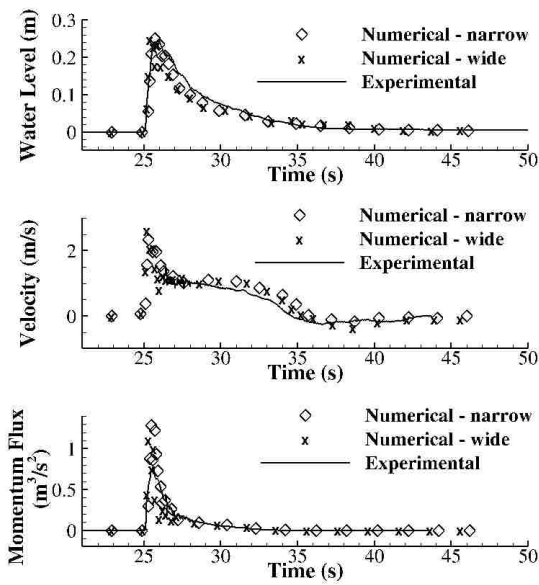 0.3
0.2
0.1
0
Water Level (m)
Numerical - narrow
Numerical - wide
Experimental
25 30 35 40 45 50
Time (s)
2
0
Velocity (m/s)
Numerical - narrow
Numerical - wide
Experimental
25 30 35 40 45 50
Time (s)
1
0.5
0
Momentum Flux
(m³/s²)
Numerical - narrow
Numerical - wide
Experimental
25 30 35 40 45 50
Time (s)